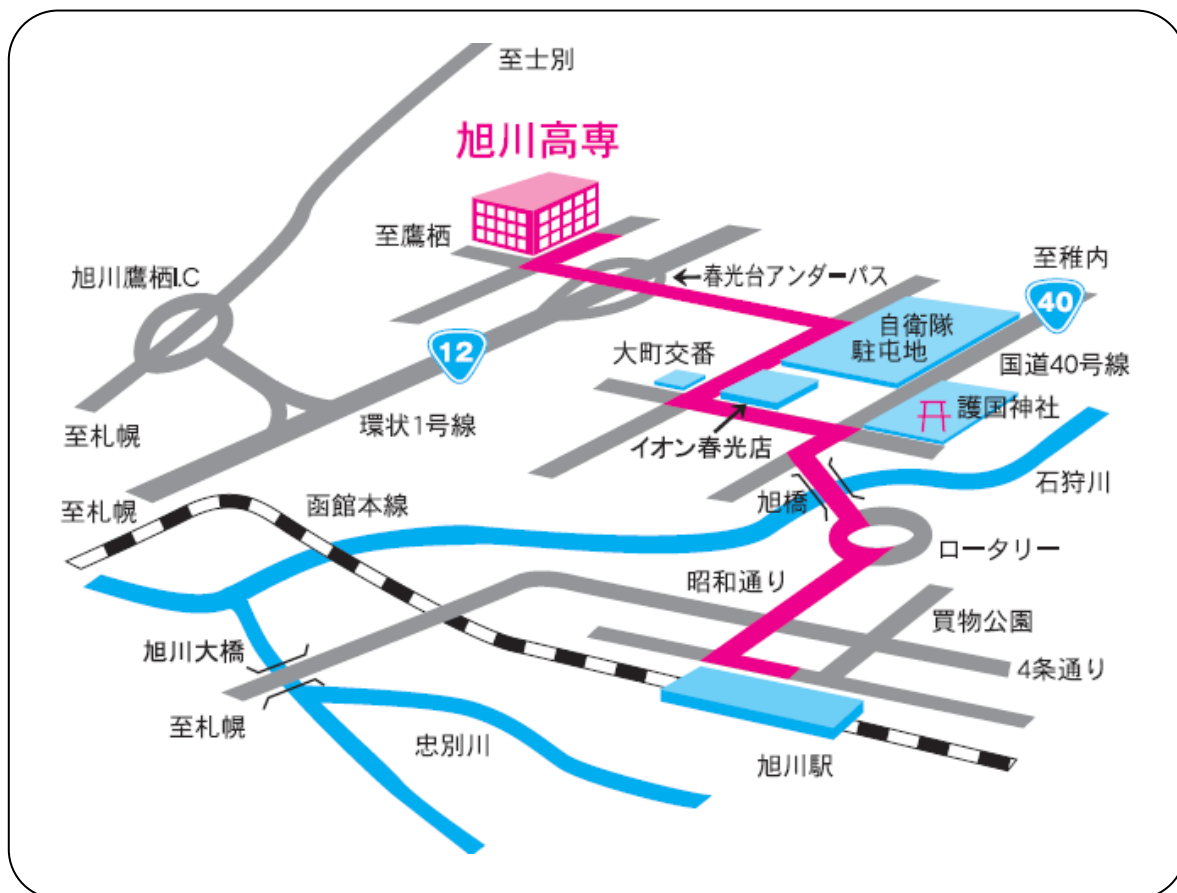 至士別
旭川高専
至鷹栖
旭川鷹栖I.C
←春光台アンダーパス
至稚内
40
自衛隊
駐屯地
12
大町交番
国道40号線
護国神社
至札幌
環状1号線
イオン春光店
石狩川
至札幌
函館本線
旭橋
ロータリー
昭和通り
買物公園
旭川大橋
4条通り
至札幌
忠別川
旭川駅